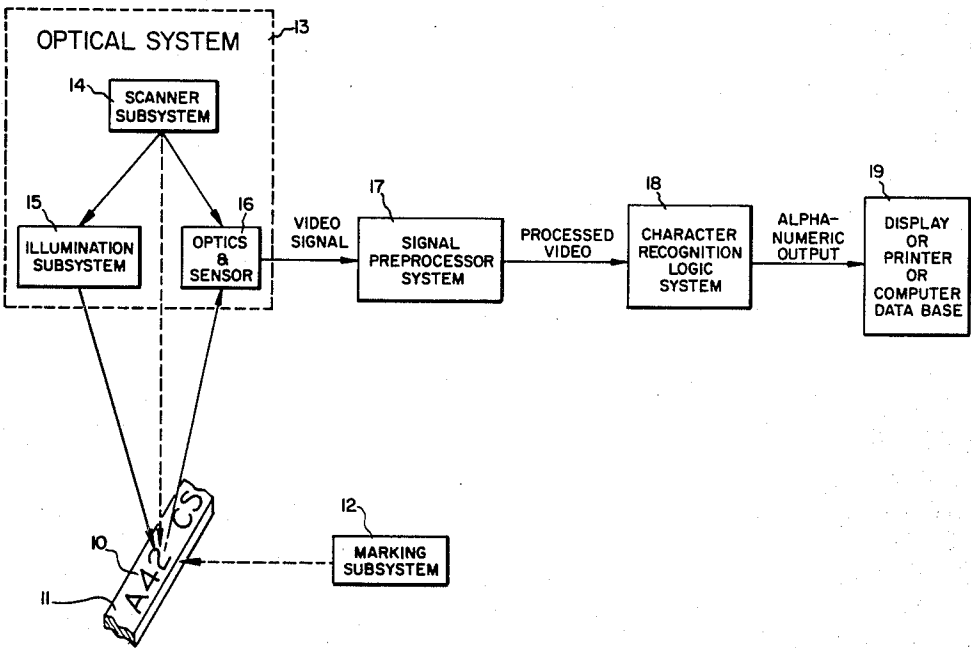 13
OPTICAL SYSTEM
14
SCANNER
SUBSYSTEM
15
ILLUMINATION
SUBSYSTEM
16
OPTICS
&
SENSOR
VIDEO
SIGNAL
17
SIGNAL
PREPROCESSOR
SYSTEM
PROCESSED
VIDEO
18
CHARACTER
RECOGNITION
LOGIC
SYSTEM
ALPHA-
NUMERIC
OUTPUT
19
DISPLAY
OR
PRINTER
OR
COMPUTER
DATA BASE
10
11
A42 CS
12
MARKING
SUBSYSTEM